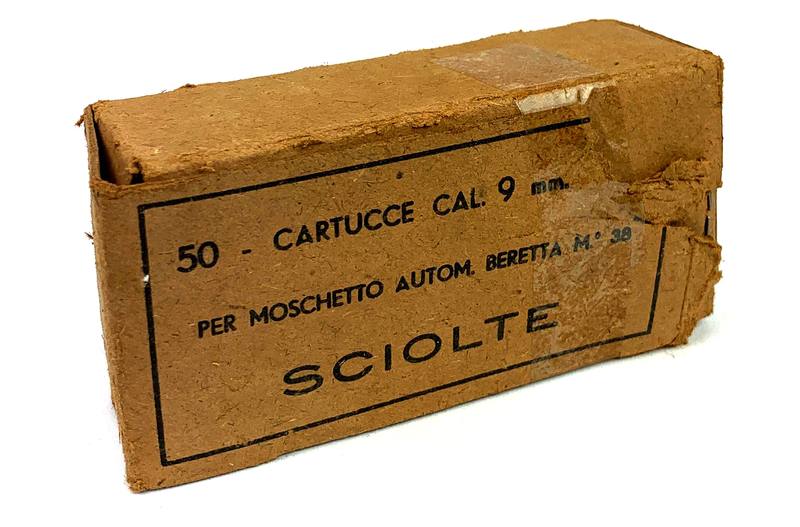 50 - CARTUCCE CAL. 9 mm.
PER MOSCHETTO AUTOM. BERETTA M.° 38
SCIOLTE